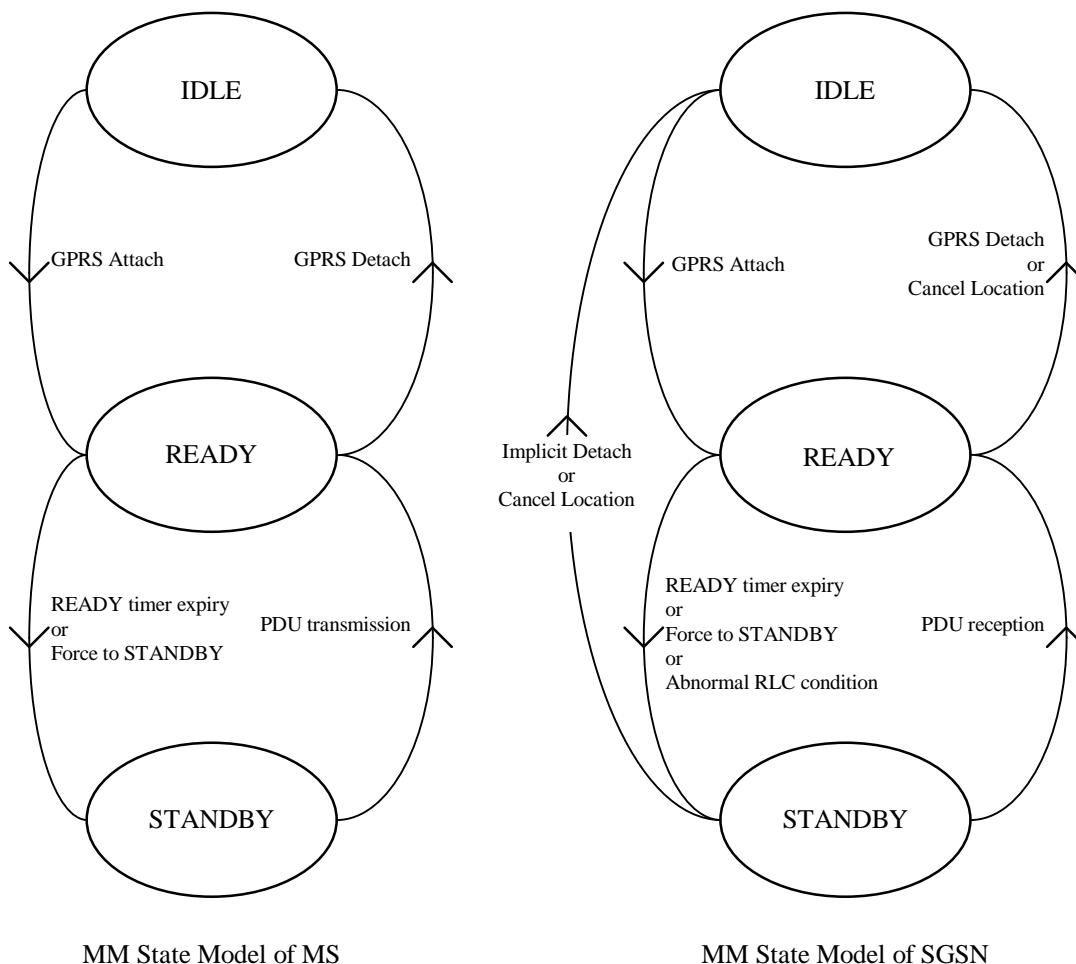 IDLE
GPRS Attach
GPRS Detach
READY
READY timer expiry
or
Force to STANDBY
PDU transmission
STANDBY
MM State Model of MS
IDLE
GPRS Attach
GPRS Detach
or
Cancel Location
Implicit Detach
or
Cancel Location
READY
READY timer expiry
or
Force to STANDBY
or
Abnormal RLC condition
PDU reception
STANDBY
MM State Model of SGSN